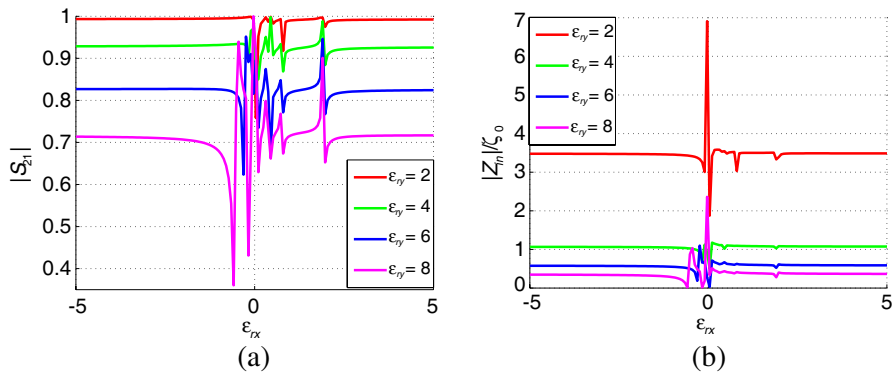 1
0.9
0.8
0.7
0.6
0.5
0.4
|S21|
-5
0
5
εrx
εry = 2
εry = 4
εry = 6
εry = 8
(a)
7
6
5
4
3
2
1
0
|Zin|/ζ0
-5
0
5
εrx
εry = 2
εry = 4
εry = 6
εry = 8
(b)